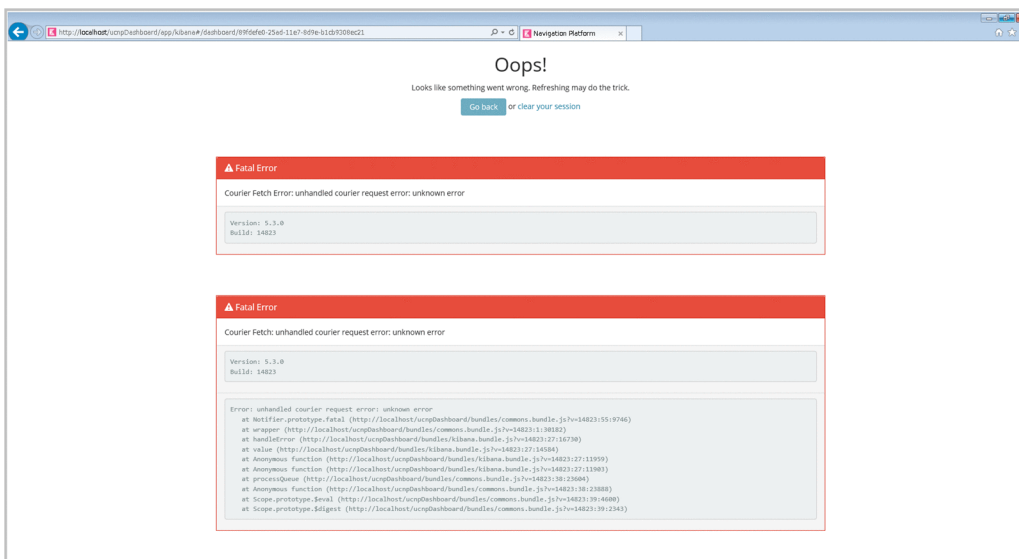 http://localhost/ucnpDashboard/app/kibana#/dashboard/89fdefe0-25ad-11e7-8d9e-b1cb9308ec21
Navigation Platform
Oops!
Looks like something went wrong. Refreshing may do the trick.
Go back or clear your session
Fatal Error
Courier Fetch Error: unhandled courier request error: unknown error
Version: 5.3.0
Build: 14823
Fatal Error
Courier Fetch: unhandled courier request error: unknown error
Version: 5.3.0
Build: 14823
Error: unhandled courier request error: unknown error
at Notifier.prototype.fatal (http://localhost/ucnpDashboard/bundles/commons.bundle.js?v=14823:55:9746)
at wrapper (http://localhost/ucnpDashboard/bundles/commons.bundle.js?v=14823:1:30182)
at handleError (http://localhost/ucnpDashboard/bundles/kibana.bundle.js?v=14823:27:16730)
at value (http://localhost/ucnpDashboard/bundles/kibana.bundle.js?v=14823:27:14584)
at Anonymous function (http://localhost/ucnpDashboard/bundles/kibana.bundle.js?v=14823:27:11959)
at Anonymous function (http://localhost/ucnpDashboard/bundles/kibana.bundle.js?v=14823:27:11903)
at processQueue (http://localhost/ucnpDashboard/bundles/commons.bundle.js?v=14823:38:23604)
at Anonymous function (http://localhost/ucnpDashboard/bundles/commons.bundle.js?v=14823:38:23888)
at Scope.prototype.$eval (http://localhost/ucnpDashboard/bundles/commons.bundle.js?v=14823:39:4600)
at Scope.prototype.$digest (http://localhost/ucnpDashboard/bundles/commons.bundle.js?v=14823:39:2343)